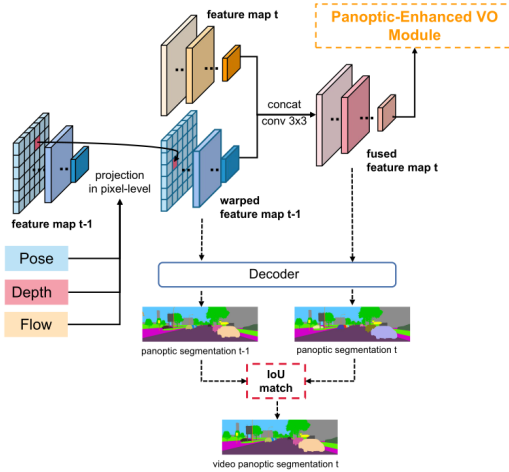 feature map t
Panoptic-Enhanced VO
Module
concat
conv 3x3
fused
feature map t
projection
in pixel-level
feature map t-1
warped
feature map t-1
Pose
Depth
Flow
Decoder
panoptic segmentation t-1
panoptic segmentation t
IoU
match
video panoptic segmentation t